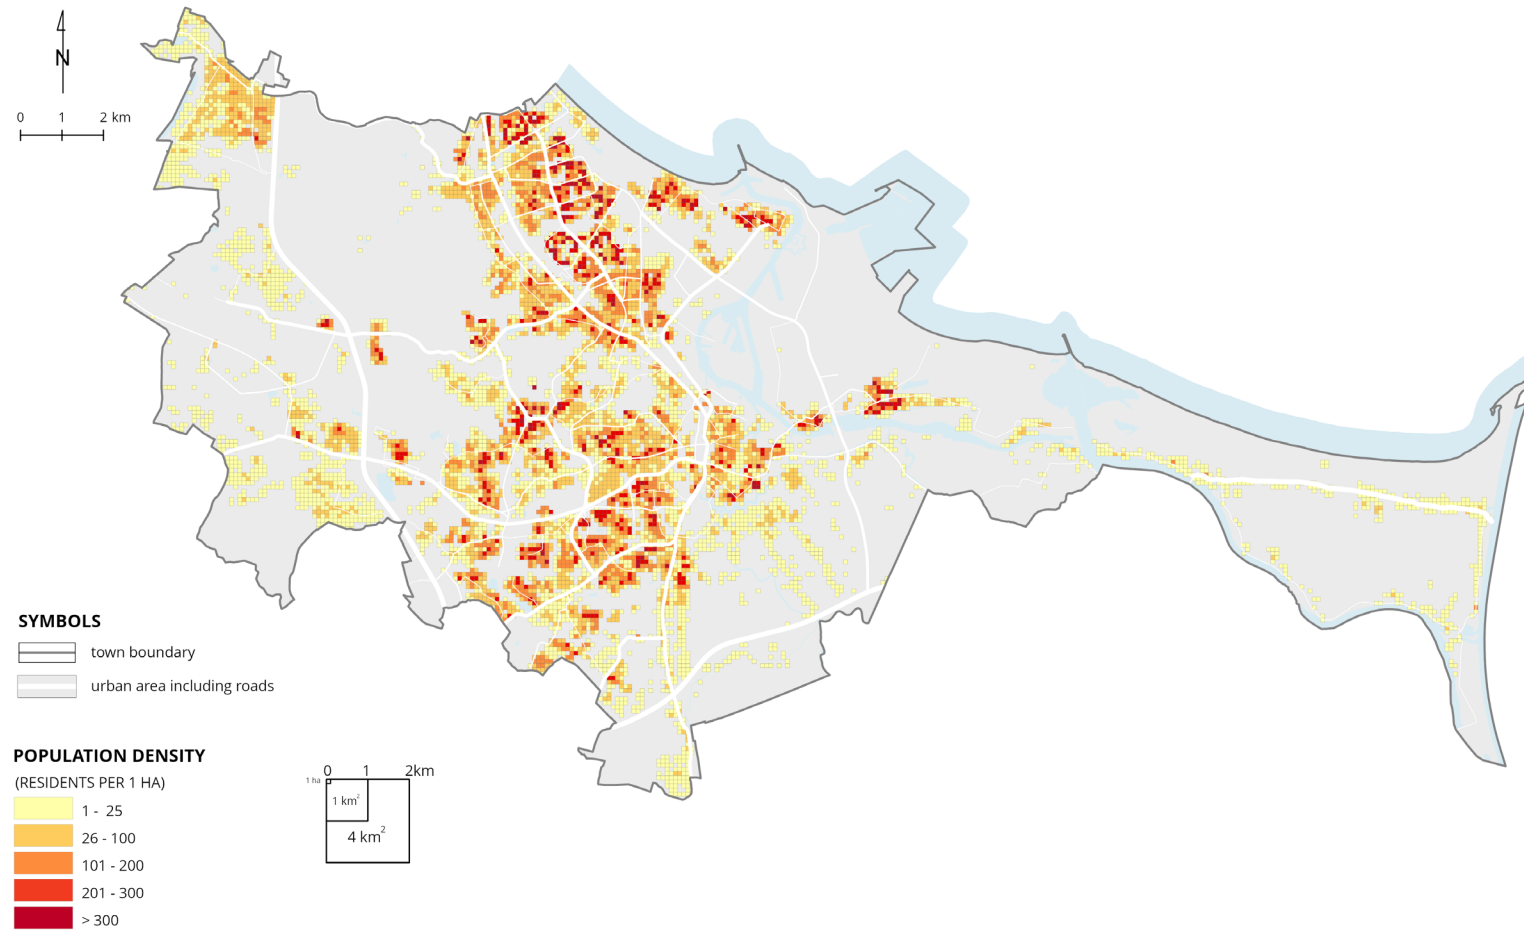 4
N
0 1 2 km
SYMBOLS
town boundary
urban area including roads
POPULATION DENSITY
(RESIDENTS PER 1 HA)
1 - 25
26 - 100
101 - 200
201 - 300
> 300
0 1 2km
1 ha
1 km²
4 km²